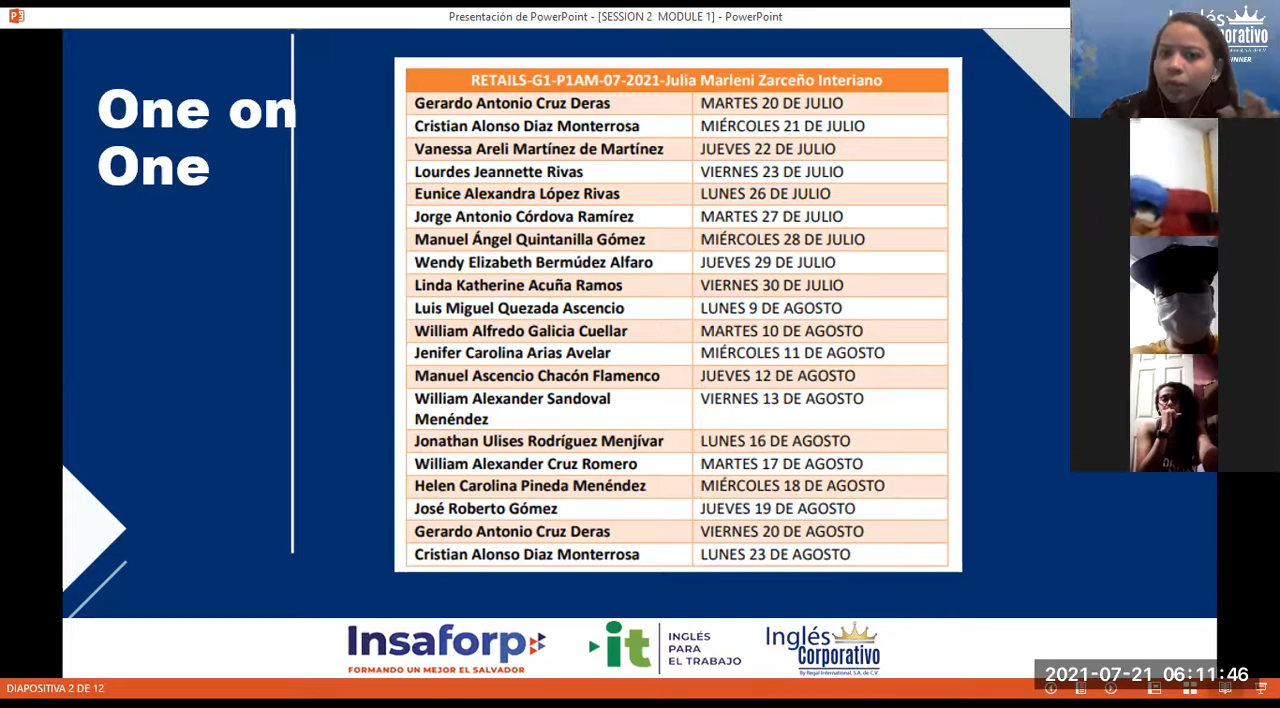 Presentación de PowerPoint - [SESSION 2 MODULE 1] - PowerPoint
One on
One
RETAILS-G1-P1AM-07-2021-Julia Marleni Zarceño Interiano
Gerardo Antonio Cruz Deras MARTES 20 DE JULIO
Cristian Alonso Diaz Monterrosa MIÉRCOLES 21 DE JULIO
Vanessa Areli Martínez de Martínez JUEVES 22 DE JULIO
Lourdes Jeannette Rivas VIERNES 23 DE JULIO
Eunice Alexandra López Rivas LUNES 26 DE JULIO
Jorge Antonio Córdova Ramírez MARTES 27 DE JULIO
Manuel Ángel Quintanilla Gómez MIÉRCOLES 28 DE JULIO
Wendy Elizabeth Bermúdez Alfaro JUEVES 29 DE JULIO
Linda Katherine Acuña Ramos VIERNES 30 DE JULIO
Luis Miguel Quezada Ascencio LUNES 9 DE AGOSTO
William Alfredo Galicia Cuellar MARTES 10 DE AGOSTO
Jenifer Carolina Arias Avelar MIÉRCOLES 11 DE AGOSTO
Manuel Ascencio Chacón Flamenco JUEVES 12 DE AGOSTO
William Alexander Sandoval VIERNES 13 DE AGOSTO
Menéndez
Jonathan Ulises Rodríguez Menjívar LUNES 16 DE AGOSTO
William Alexander Cruz Romero MARTES 17 DE AGOSTO
Helen Carolina Pineda Menéndez MIÉRCOLES 18 DE AGOSTO
José Roberto Gómez JUEVES 19 DE AGOSTO
Gerardo Antonio Cruz Deras VIERNES 20 DE AGOSTO
Cristian Alonso Diaz Monterrosa LUNES 23 DE AGOSTO
Insaforp
FORMANDO UN MEJOR EL SALVADOR
it
INGLÉS
PARA
EL TRABAJO
Inglés
Corporativo
By Regal International, S.A. de C.V.
2021-07-21 06:11:46
DIAPOSITIVA 2 DE 12